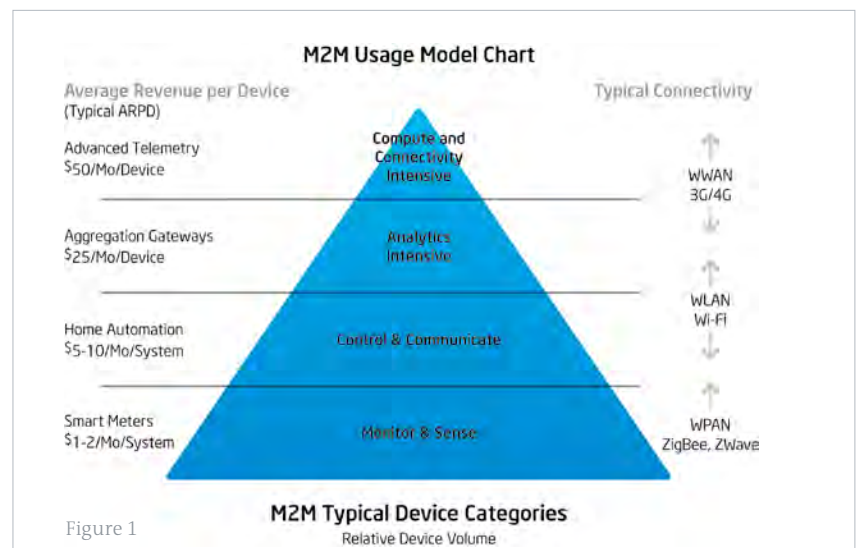 M2M Usage Model Chart
Average Revenue per Device
(Typical ARPD)
Typical Connectivity
Advanced Telemetry
$50/Mo/Device
Compute and
Connectivity
Intensive
WWAN
3G/4G
Aggregation Gateways
$25/Mo/Device
Analytics
Intensive
WLAN
Wi-Fi
Home Automation
$5-10/Mo/System
Control & Communicate
Smart Meters
$1-2/Mo/System
Monitor & Sense
WPAN
ZigBee, ZWave
M2M Typical Device Categories
Relative Device Volume
Figure 1